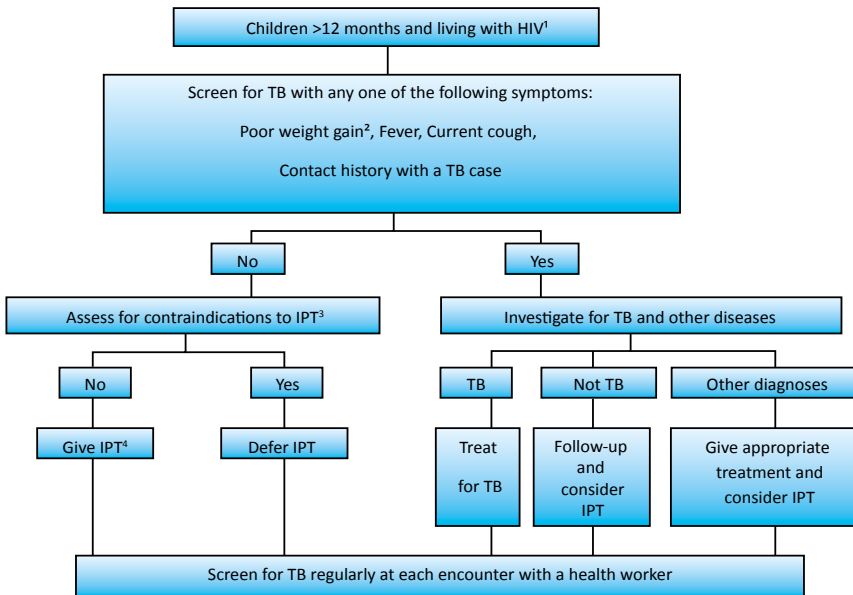 Children >12 months and living with HIV¹
Screen for TB with any one of the following symptoms:
Poor weight gain², Fever, Current cough,
Contact history with a TB case
No
Yes
Assess for contraindications to IPT³
Investigate for TB and other diseases
No
Yes
TB
Not TB
Other diagnoses
Give IPT⁴
Defer IPT
Treat
for TB
Follow-up
and
consider
IPT
Give appropriate
treatment and
consider IPT
Screen for TB regularly at each encounter with a health worker